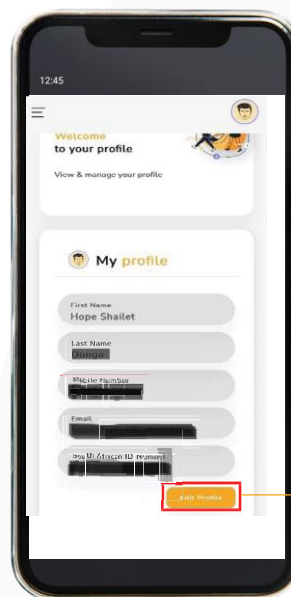 12:45
Welcome
to your profile
View & manage your profile
My profile
First Name
Hope Shailet
Last Name
Mobile Number
Email
South African ID Number
Edit Profile